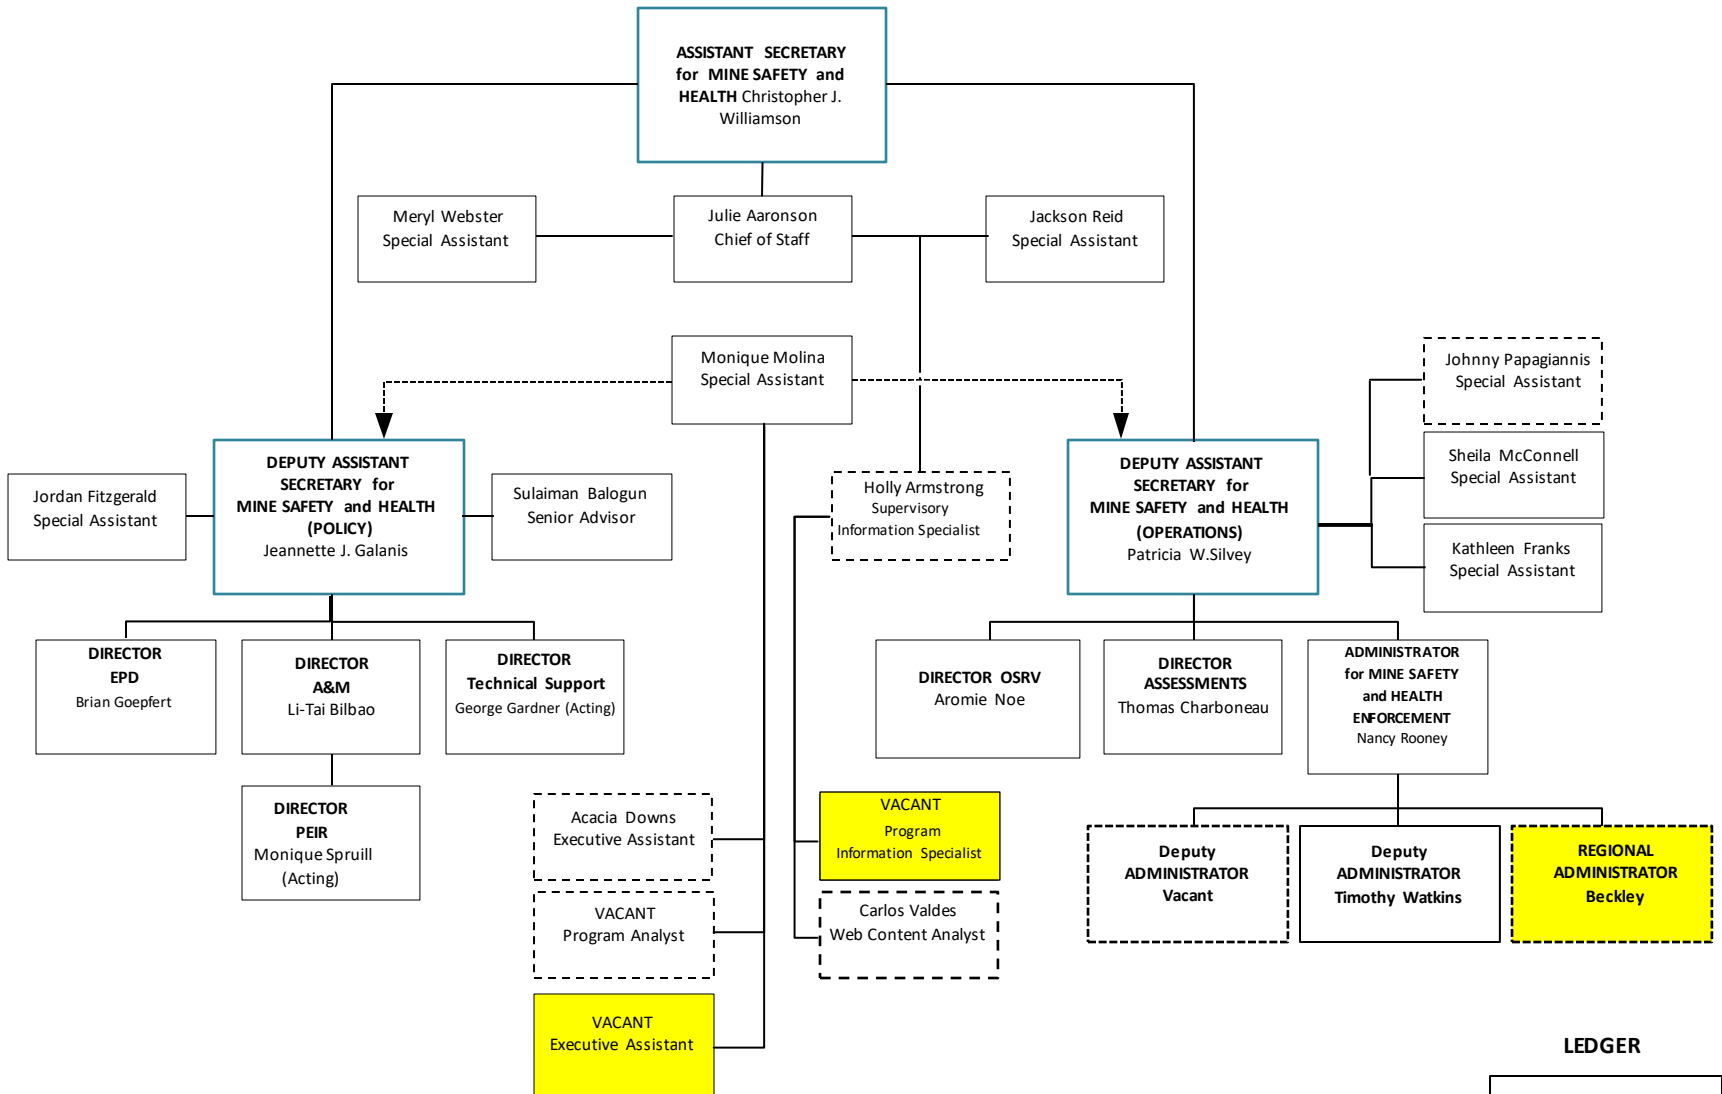 ASSISTANT SECRETARY
for MINE SAFETY and
HEALTH Christopher J.
Williamson
Meryl Webster
Special Assistant
Julie Aaronson
Chief of Staff
Jackson Reid
Special Assistant
Monique Molina
Special Assistant
Johnny Papagiannis
Special Assistant
Sheila McConnell
Special Assistant
Kathleen Franks
Special Assistant
Jordan Fitzgerald
Special Assistant
DEPUTY ASSISTANT
SECRETARY for
MINE SAFETY and HEALTH
(POLICY)
Jeannette J. Galanis
Sulaiman Balogun
Senior Advisor
Holly Armstrong
Supervisory
Information Specialist
DEPUTY ASSISTANT
SECRETARY for
MINE SAFETY and HEALTH
(OPERATIONS)
Patricia W.Silvey
DIRECTOR
EPD
Brian Goepfert
DIRECTOR
A&M
Li-Tai Bilbao
DIRECTOR
Technical Support
George Gardner (Acting)
DIRECTOR OSRV
Aromie Noe
DIRECTOR
ASSESSMENTS
Thomas Charboneau
ADMINISTRATOR
for MINE SAFETY
and HEALTH
ENFORCEMENT
Nancy Rooney
DIRECTOR
PEIR
Monique Spruill
(Acting)
Acacia Downs
Executive Assistant
VACANT
Program Analyst
VACANT
Executive Assistant
VACANT
Program
Information Specialist
Carlos Valdes
Web Content Analyst
Deputy
ADMINISTRATOR
Vacant
Deputy
ADMINISTRATOR
Timothy Watkins
REGIONAL
ADMINISTRATOR
Beckley
LEDGER